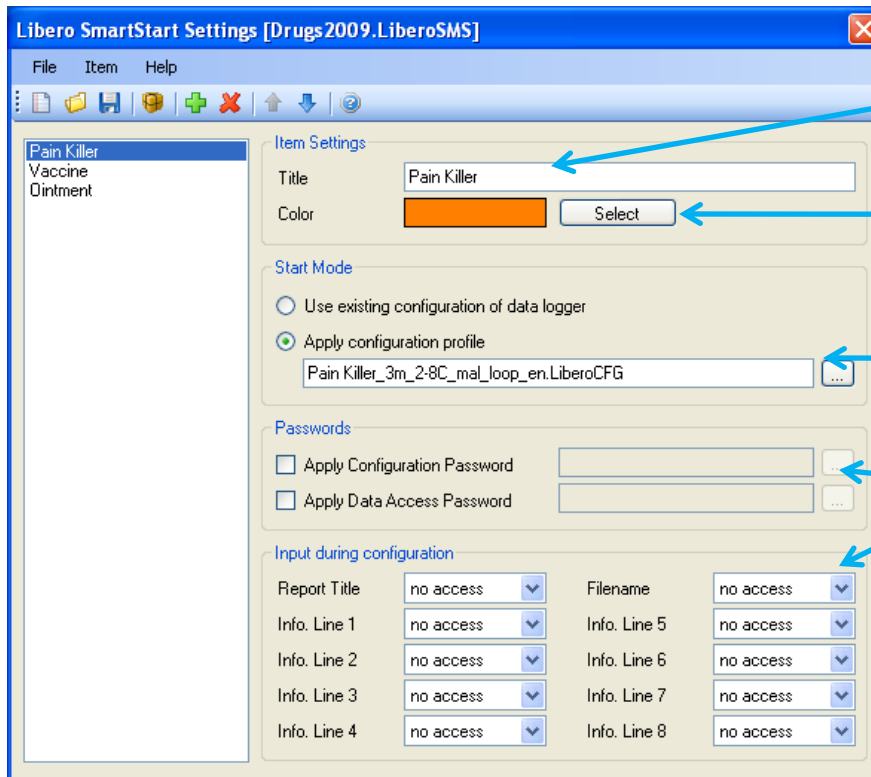 Libero SmartStart Settings [Drugs2009.LiberoSMS]
File Item Help
Pain Killer
Vaccine
Ointment
Item Settings
Title Pain Killer
Color Select
Start Mode
Use existing configuration of data logger
Apply configuration profile
Pain Killer_3m_2-8C_mal_loop_en.LiberoCFG ...
Passwords
Apply Configuration Password ...
Apply Data Access Password ...
Input during configuration
Report Title no access Filename no access
Info. Line 1 no access Info. Line 5 no access
Info. Line 2 no access Info. Line 6 no access
Info. Line 3 no access Info. Line 7 no access
Info. Line 4 no access Info. Line 8 no access